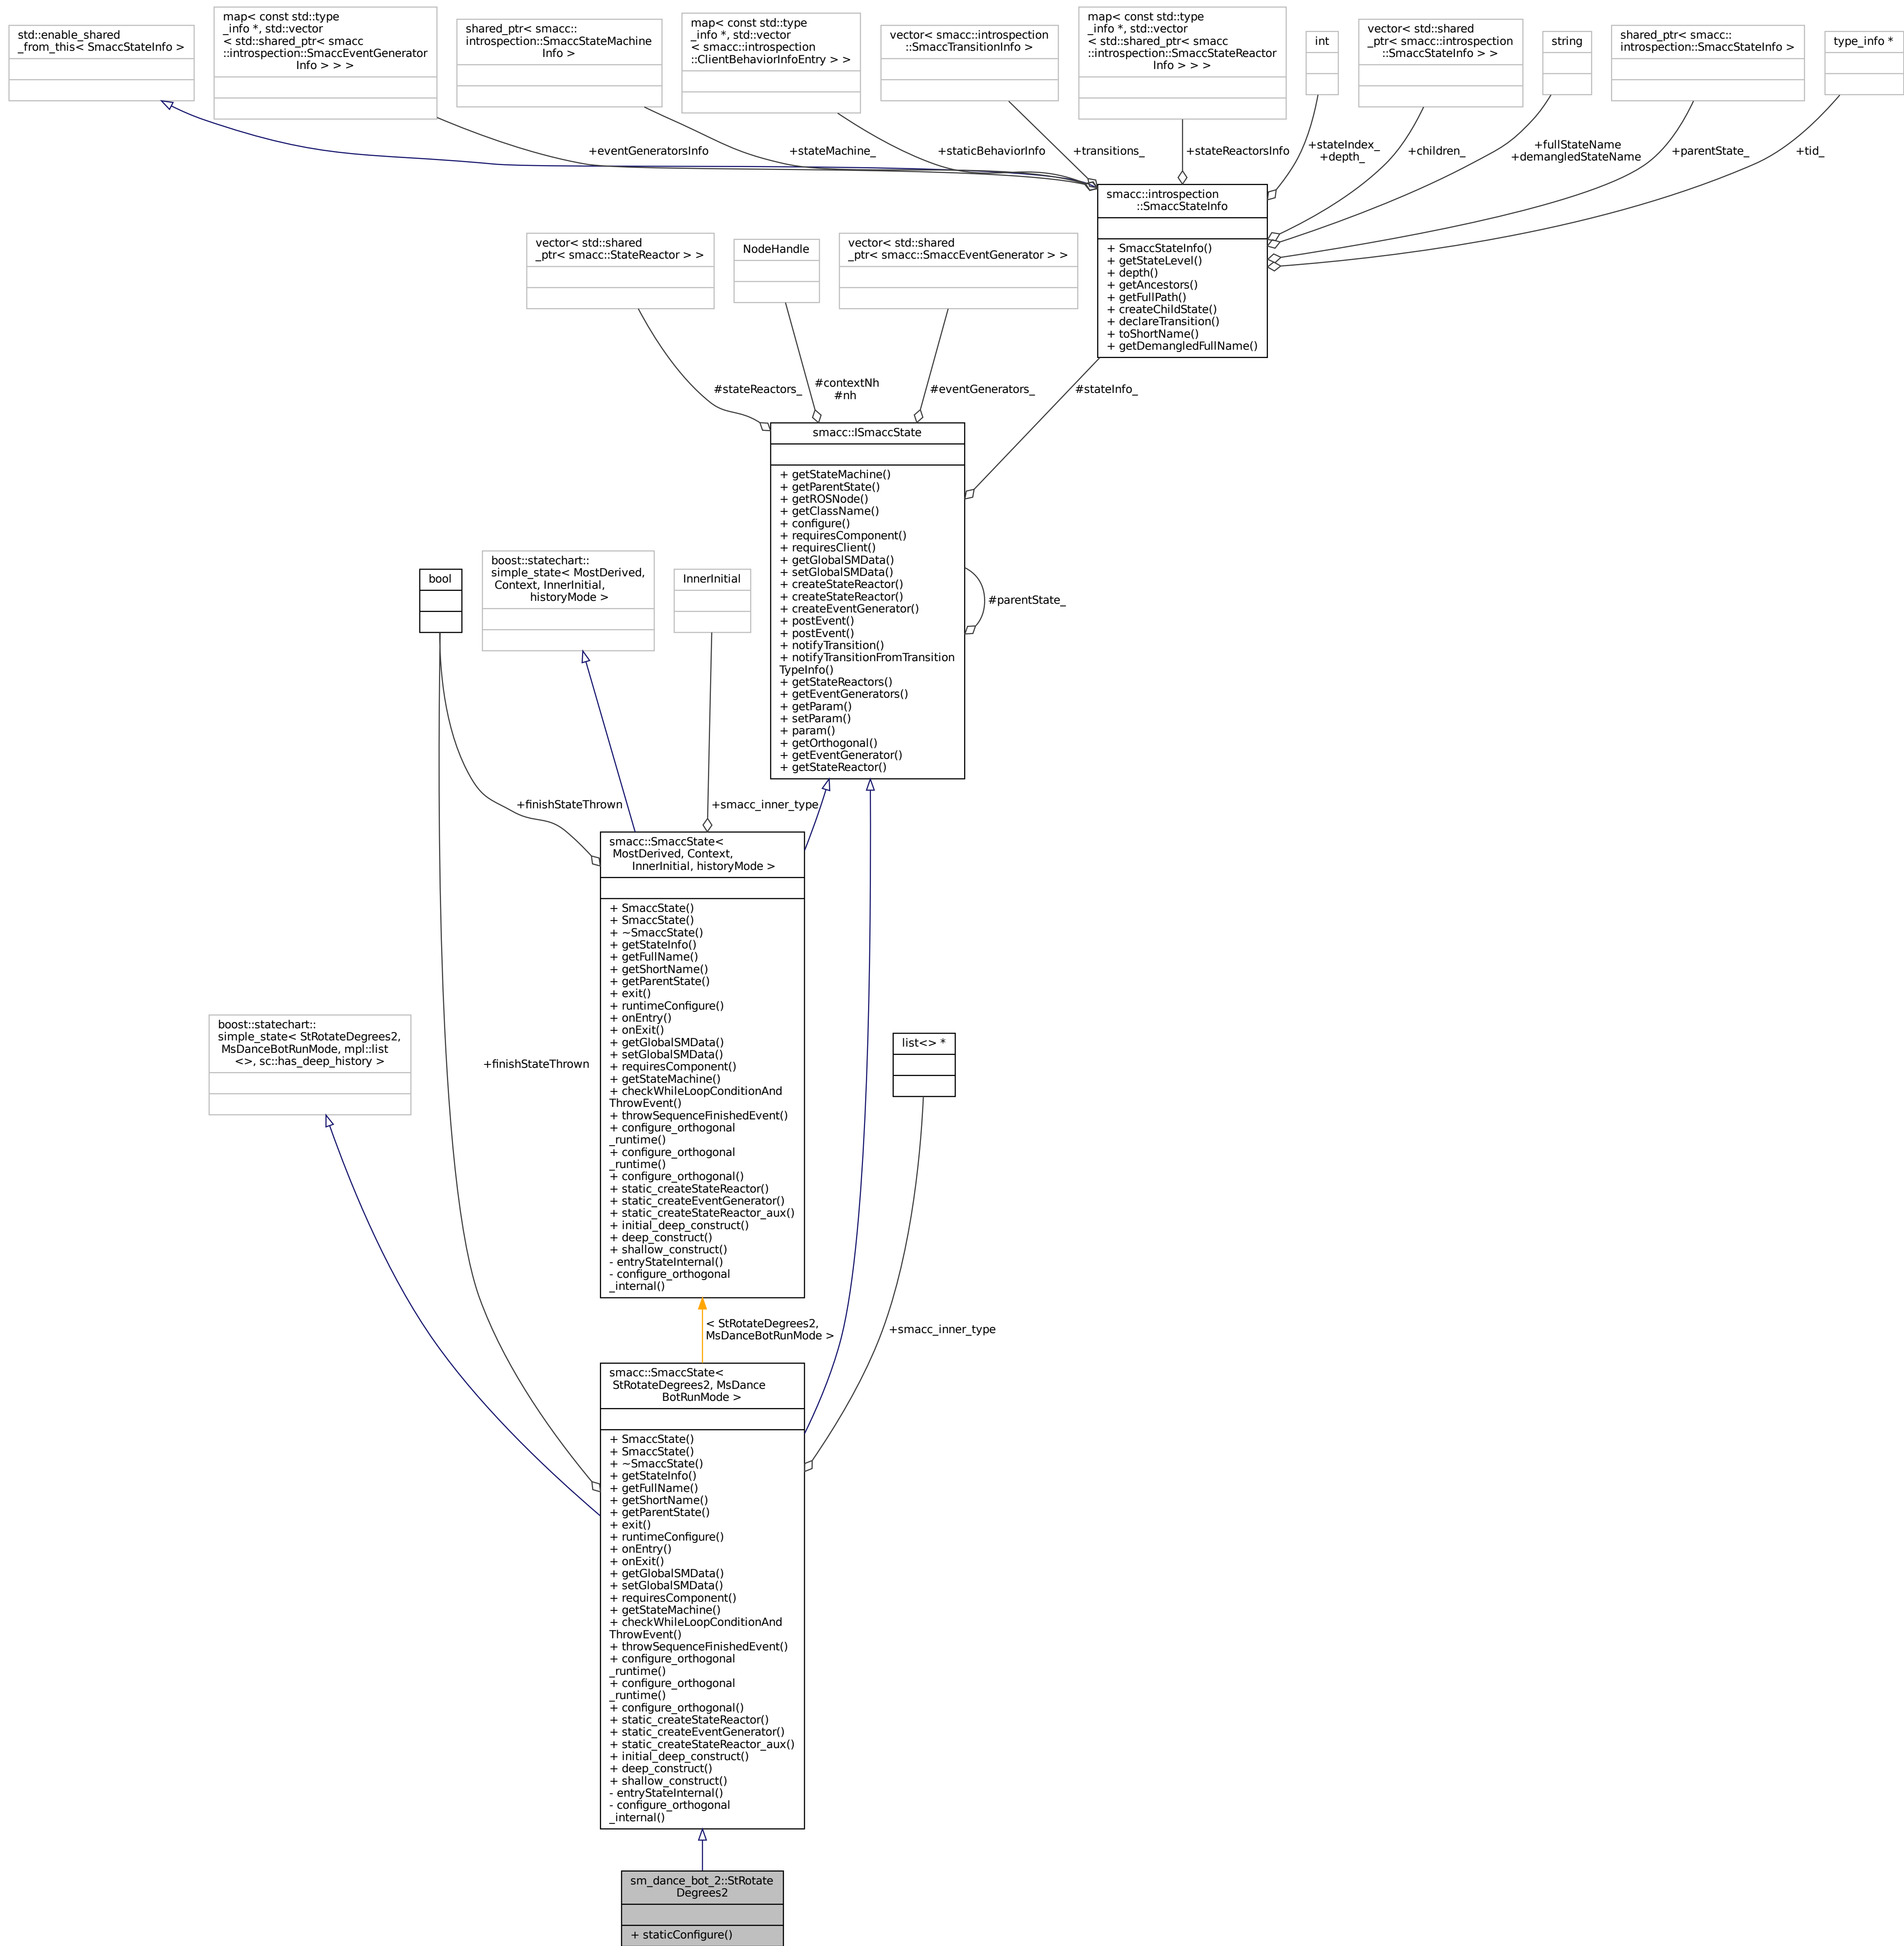 std::enable_shared
_from_this< SmaccStateInfo >
map< const std::type
_info *, std::vector
< std::shared_ptr< smacc
::introspection::SmaccEventGenerator
Info > > >
shared_ptr< smacc::
introspection::SmaccStateMachine
Info >
map< const std::type
_info *, std::vector
< smacc::introspection
::ClientBehaviorInfoEntry > >
vector< smacc::introspection
::SmaccTransitionInfo >
map< const std::type
_info *, std::vector
< std::shared_ptr< smacc
::introspection::SmaccStateReactor
Info > > >
int
vector< std::shared
_ptr< smacc::introspection
::SmaccStateInfo > >
string
shared_ptr< smacc::
introspection::SmaccStateInfo >
type_info *
+eventGeneratorsInfo
+stateMachine_
+staticBehaviorInfo
+transitions_
+stateReactorsInfo
+stateIndex_
+depth_
+children_
+fullStateName
+demangledStateName
+parentState_
+tid_
smacc::introspection
::SmaccStateInfo
+ SmaccStateInfo()
+ getStateLevel()
+ depth()
+ getAncestors()
+ getFullPath()
+ createChildState()
+ declareTransition()
+ toShortName()
+ getDemangledFullName()
vector< std::shared
_ptr< smacc::StateReactor > >
NodeHandle
vector< std::shared
_ptr< smacc::SmaccEventGenerator > >
#stateReactors_
#contextNh
#nh
#eventGenerators_
#stateInfo_
smacc::ISmaccState
+ getStateMachine()
+ getParentState()
+ getROSNode()
+ getClassName()
+ configure()
+ requiresComponent()
+ requiresClient()
+ getGlobalSMData()
+ setGlobalSMData()
+ createStateReactor()
+ createStateReactor()
+ createEventGenerator()
+ postEvent()
+ postEvent()
+ notifyTransition()
+ notifyTransitionFromTransition
TypeInfo()
+ getStateReactors()
+ getEventGenerators()
+ getParam()
+ setParam()
+ param()
+ getOrthogonal()
+ getEventGenerator()
+ getStateReactor()
#parentState_
bool
boost::statechart::
simple_state< MostDerived,
Context, InnerInitial,
historyMode >
InnerInitial
+finishStateThrown
+smacc_inner_type
smacc::SmaccState<
MostDerived, Context,
InnerInitial, historyMode >
+ SmaccState()
+ SmaccState()
+ ~SmaccState()
+ getStateInfo()
+ getFullName()
+ getShortName()
+ getParentState()
+ exit()
+ runtimeConfigure()
+ onEntry()
+ onExit()
+ getGlobalSMData()
+ setGlobalSMData()
+ requiresComponent()
+ getStateMachine()
+ checkWhileLoopConditionAnd
ThrowEvent()
+ throwSequenceFinishedEvent()
+ configure_orthogonal
_runtime()
+ configure_orthogonal
_runtime()
+ configure_orthogonal()
+ static_createStateReactor()
+ static_createEventGenerator()
+ static_createStateReactor_aux()
+ initial_deep_construct()
+ deep_construct()
+ shallow_construct()
- entryStateInternal()
- configure_orthogonal
_internal()
boost::statechart::
simple_state< StRotateDegrees2,
MsDanceBotRunMode, mpl::list
<>, sc::has_deep_history >
+finishStateThrown
list<> *
< StRotateDegrees2,
MsDanceBotRunMode >
+smacc_inner_type
smacc::SmaccState<
StRotateDegrees2, MsDance
BotRunMode >
+ SmaccState()
+ SmaccState()
+ ~SmaccState()
+ getStateInfo()
+ getFullName()
+ getShortName()
+ getParentState()
+ exit()
+ runtimeConfigure()
+ onEntry()
+ onExit()
+ getGlobalSMData()
+ setGlobalSMData()
+ requiresComponent()
+ getStateMachine()
+ checkWhileLoopConditionAnd
ThrowEvent()
+ throwSequenceFinishedEvent()
+ configure_orthogonal
_runtime()
+ configure_orthogonal
_runtime()
+ configure_orthogonal()
+ static_createStateReactor()
+ static_createEventGenerator()
+ static_createStateReactor_aux()
+ initial_deep_construct()
+ deep_construct()
+ shallow_construct()
- entryStateInternal()
- configure_orthogonal
_internal()
sm_dance_bot_2::StRotate
Degrees2
+ staticConfigure()